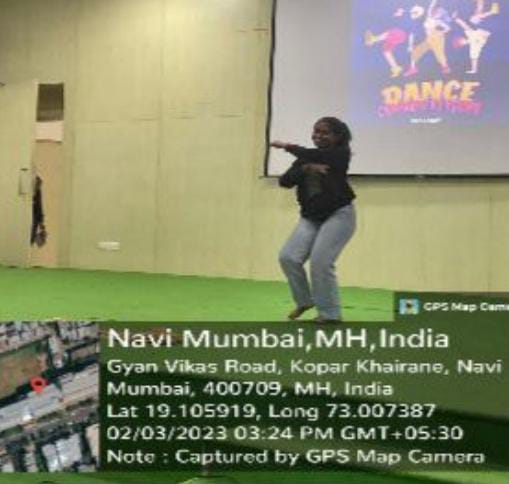 DANCE
COMPETITIONS
GPS Map Cam
Navi Mumbai,MH,India
Gyan Vikas Road, Kopar Khairane, Navi
Mumbai, 400709, MH, India
Lat 19.105919, Long 73.007387
02/03/2023 03:24 PM GMT+05:30
Note : Captured by GPS Map Camera